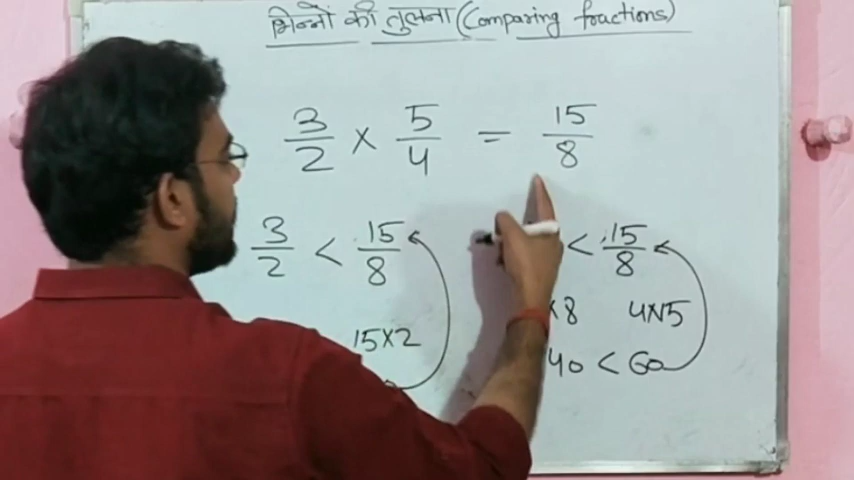 भिन्नों की तुलना (Comparing fractions)
3/2 × 5/4 = 15/8
3/2 < 15/8
< 15/8
15×2
×8 4×15
40 < 60